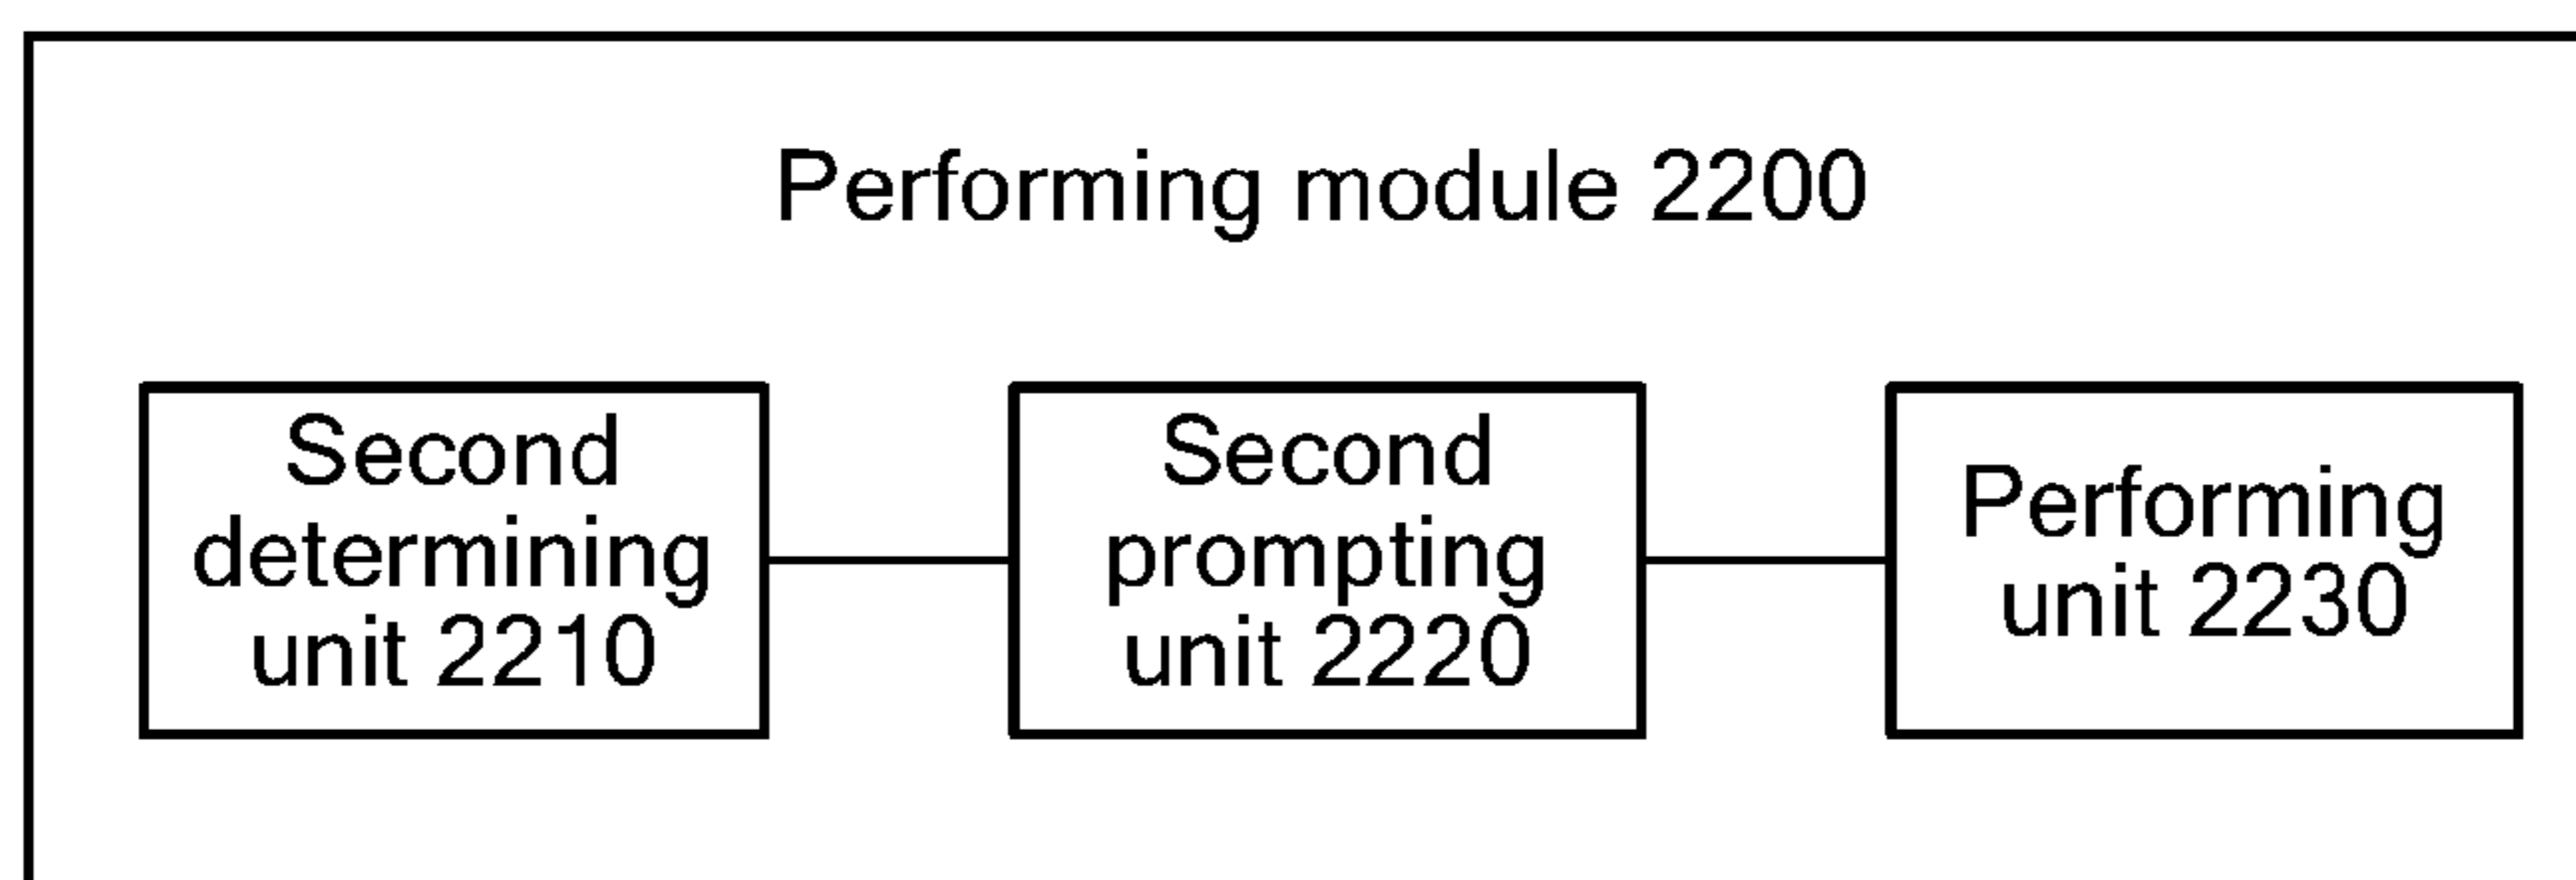 Performing module 2200
Second
determining
unit 2210
Second
prompting
unit 2220
Performing
unit 2230